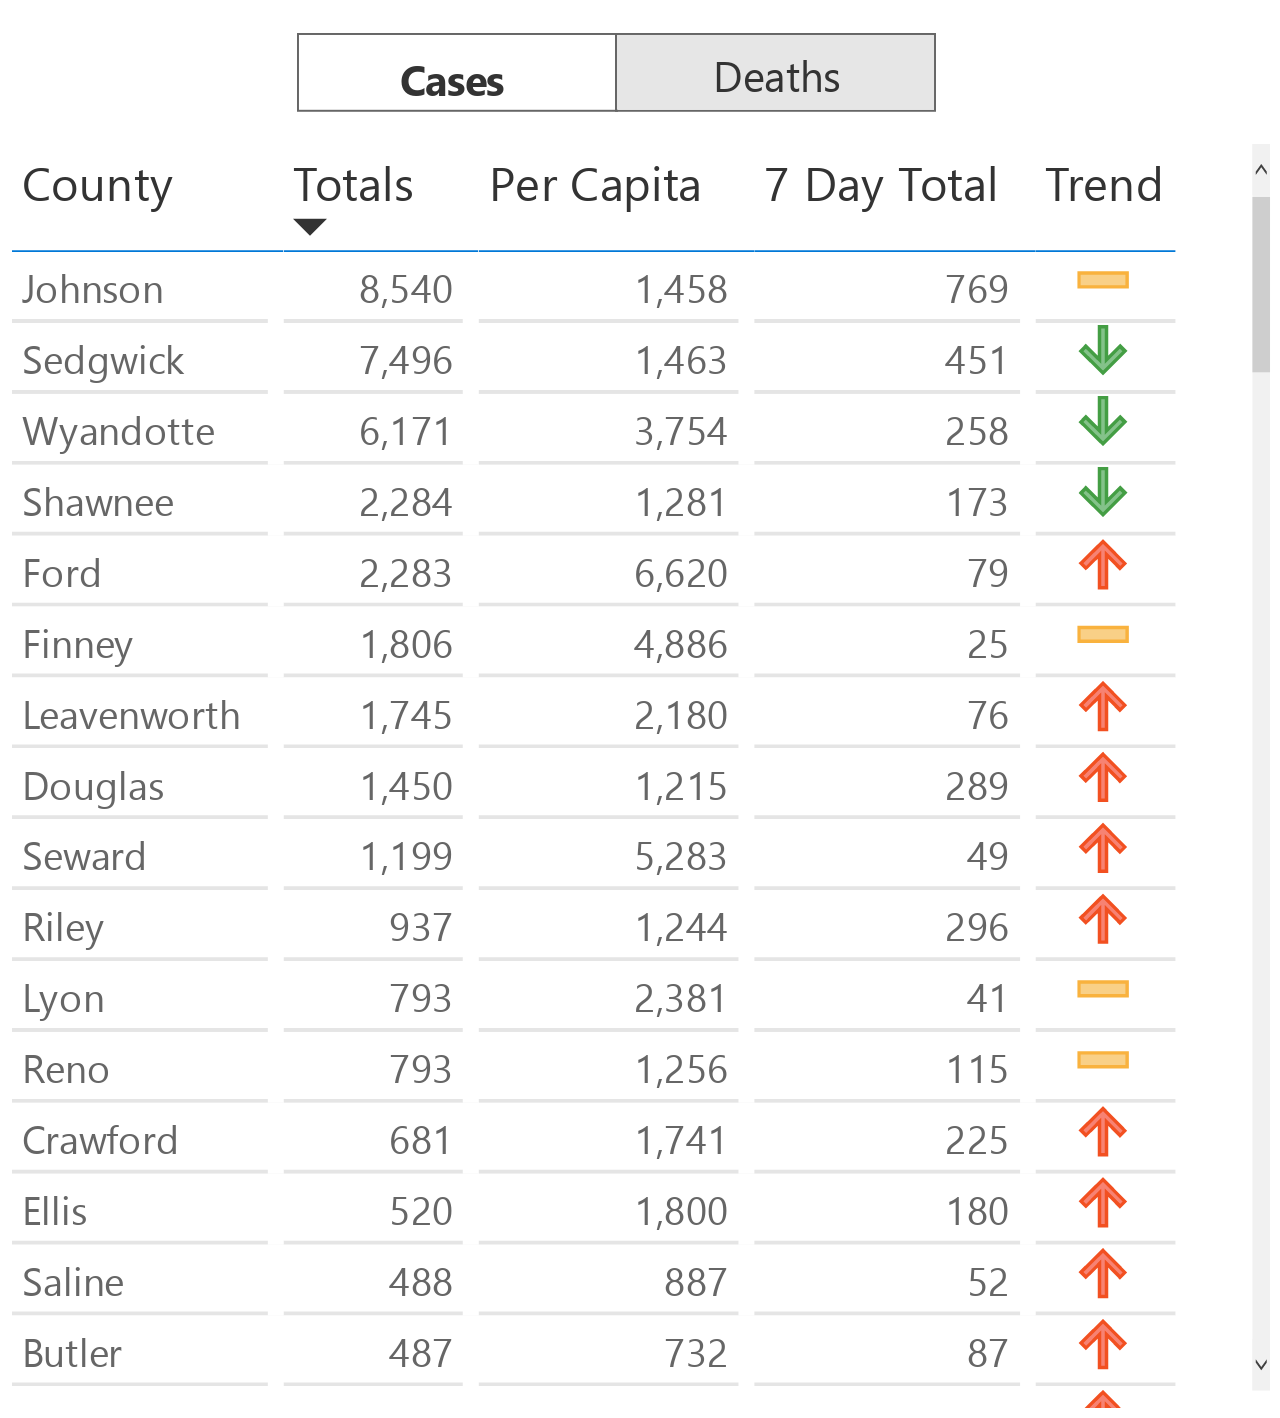 Cases Deaths
County Totals Per Capita 7 Day Total Trend
Johnson 8,540 1,458 769
Sedgwick 7,496 1,463 451
Wyandotte 6,171 3,754 258
Shawnee 2,284 1,281 173
Ford 2,283 6,620 79
Finney 1,806 4,886 25
Leavenworth 1,745 2,180 76
Douglas 1,450 1,215 289
Seward 1,199 5,283 49
Riley 937 1,244 296
Lyon 793 2,381 41
Reno 793 1,256 115
Crawford 681 1,741 225
Ellis 520 1,800 180
Saline 488 887 52
Butler 487 732 87